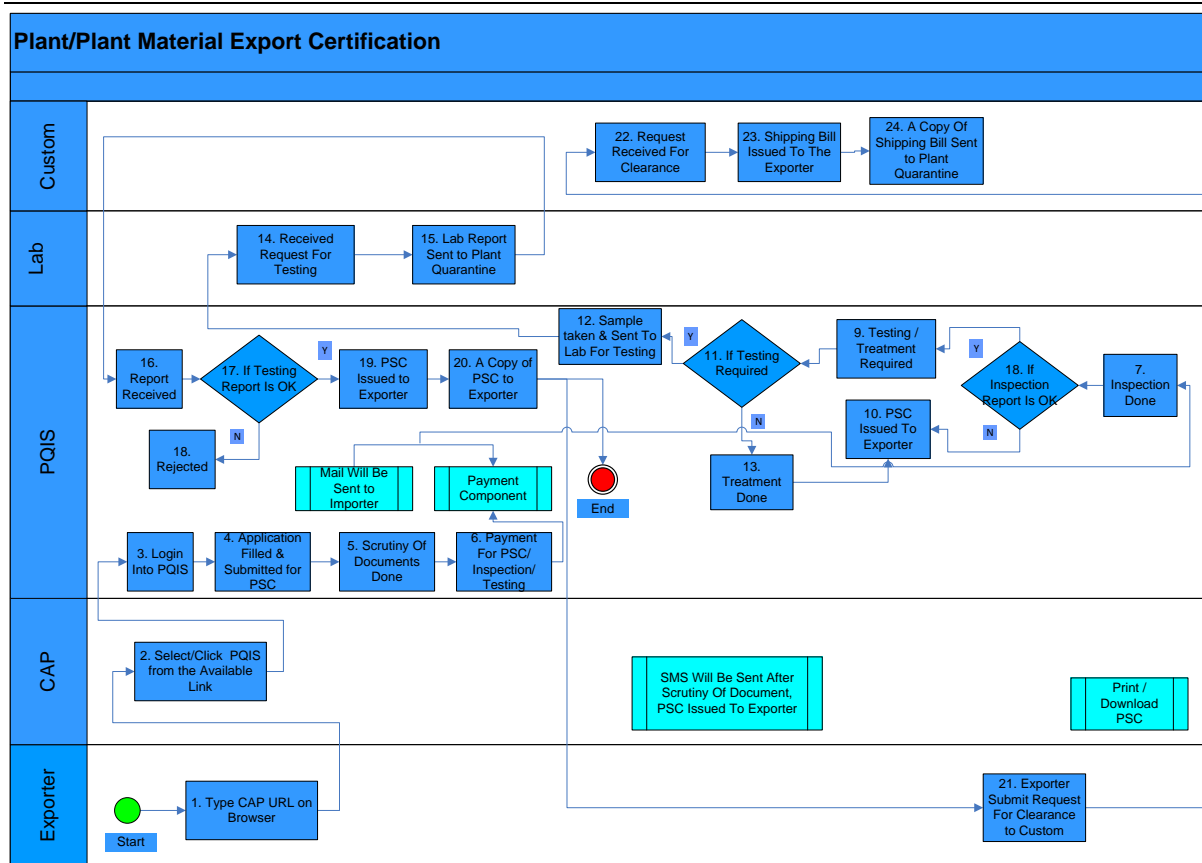 Plant/Plant Material Export Certification
Custom
22. Request
Received For
Clearance
23. Shipping Bill
Issued To The
Exporter
24. A Copy Of
Shipping Bill Sent
to Plant
Quarantine
Lab
14. Received
Request For
Testing
15. Lab Report
Sent to Plant
Quarantine
PQIS
16.
Report
Received
17. If Testing
Report Is OK
Y
N
18.
Rejected
19. PSC
Issued to
Exporter
20. A Copy of
PSC to
Exporter
12. Sample
taken & Sent To
Lab For Testing
Y
11. If Testing
Required
N
9. Testing /
Treatment
Required
Y
18. If
Inspection
Report Is OK
N
7.
Inspection
Done
10. PSC
Issued To
Exporter
13.
Treatment
Done
Mail Will Be
Sent to
Importer
Payment
Component
End
3. Login
Into PQIS
4. Application
Filled &
Submitted for
PSC
5. Scrutiny Of
Documents
Done
6. Payment
For PSC/
Inspection/
Testing
CAP
2. Select/Click PQIS
from the Available
Link
SMS Will Be Sent After
Scrutiny Of Document,
PSC Issued To Exporter
Print /
Download
PSC
Exporter
Start
1. Type CAP URL on
Browser
21. Exporter
Submit Request
For Clearance
to Custom